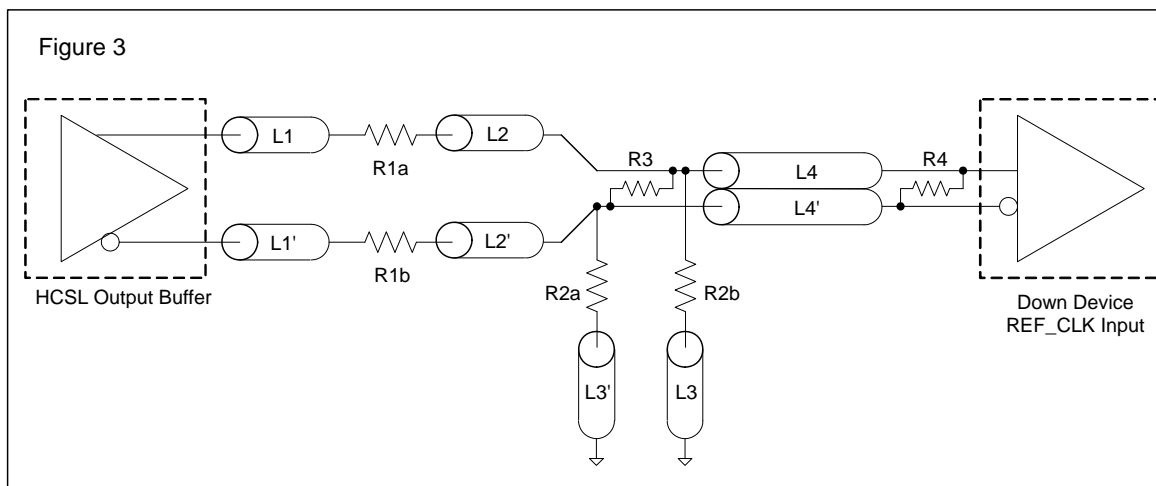 Figure 3
L1
R1a
L2
R3
L4
R4
L4'
L1'
R1b
L2'
HCSL Output Buffer
R2a
R2b
Down Device
REF_CLK Input
L3'
L3